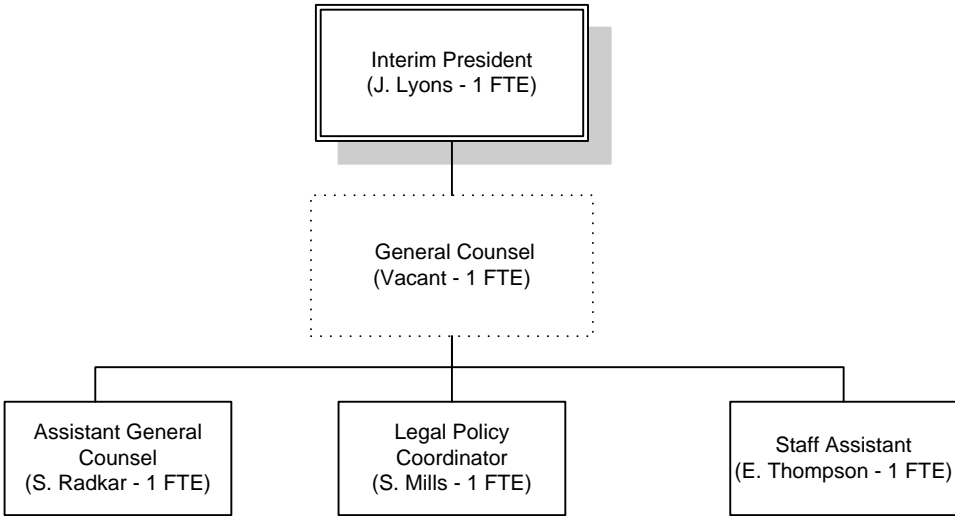 Interim President
(J. Lyons - 1 FTE)
General Counsel
(Vacant - 1 FTE)
Assistant General
Counsel
(S. Radkar - 1 FTE)
Legal Policy
Coordinator
(S. Mills - 1 FTE)
Staff Assistant
(E. Thompson - 1 FTE)